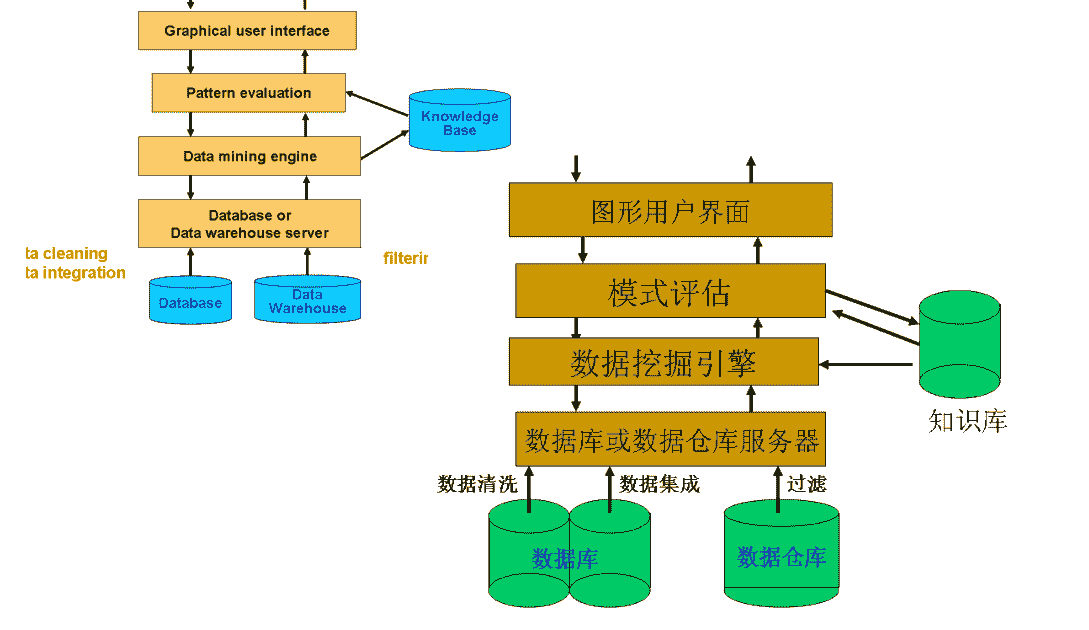 Graphical user interface
Pattern evaluation
Knowledge
Base
Data mining engine
Database or
Data warehouse server
ta cleaning
ta integration
filterin
Database
Data
Warehouse
图形用户界面
模式评估
数据挖掘引擎
知识库
数据库或数据仓库服务器
数据清洗
数据集成
过滤
数据库
数据仓库